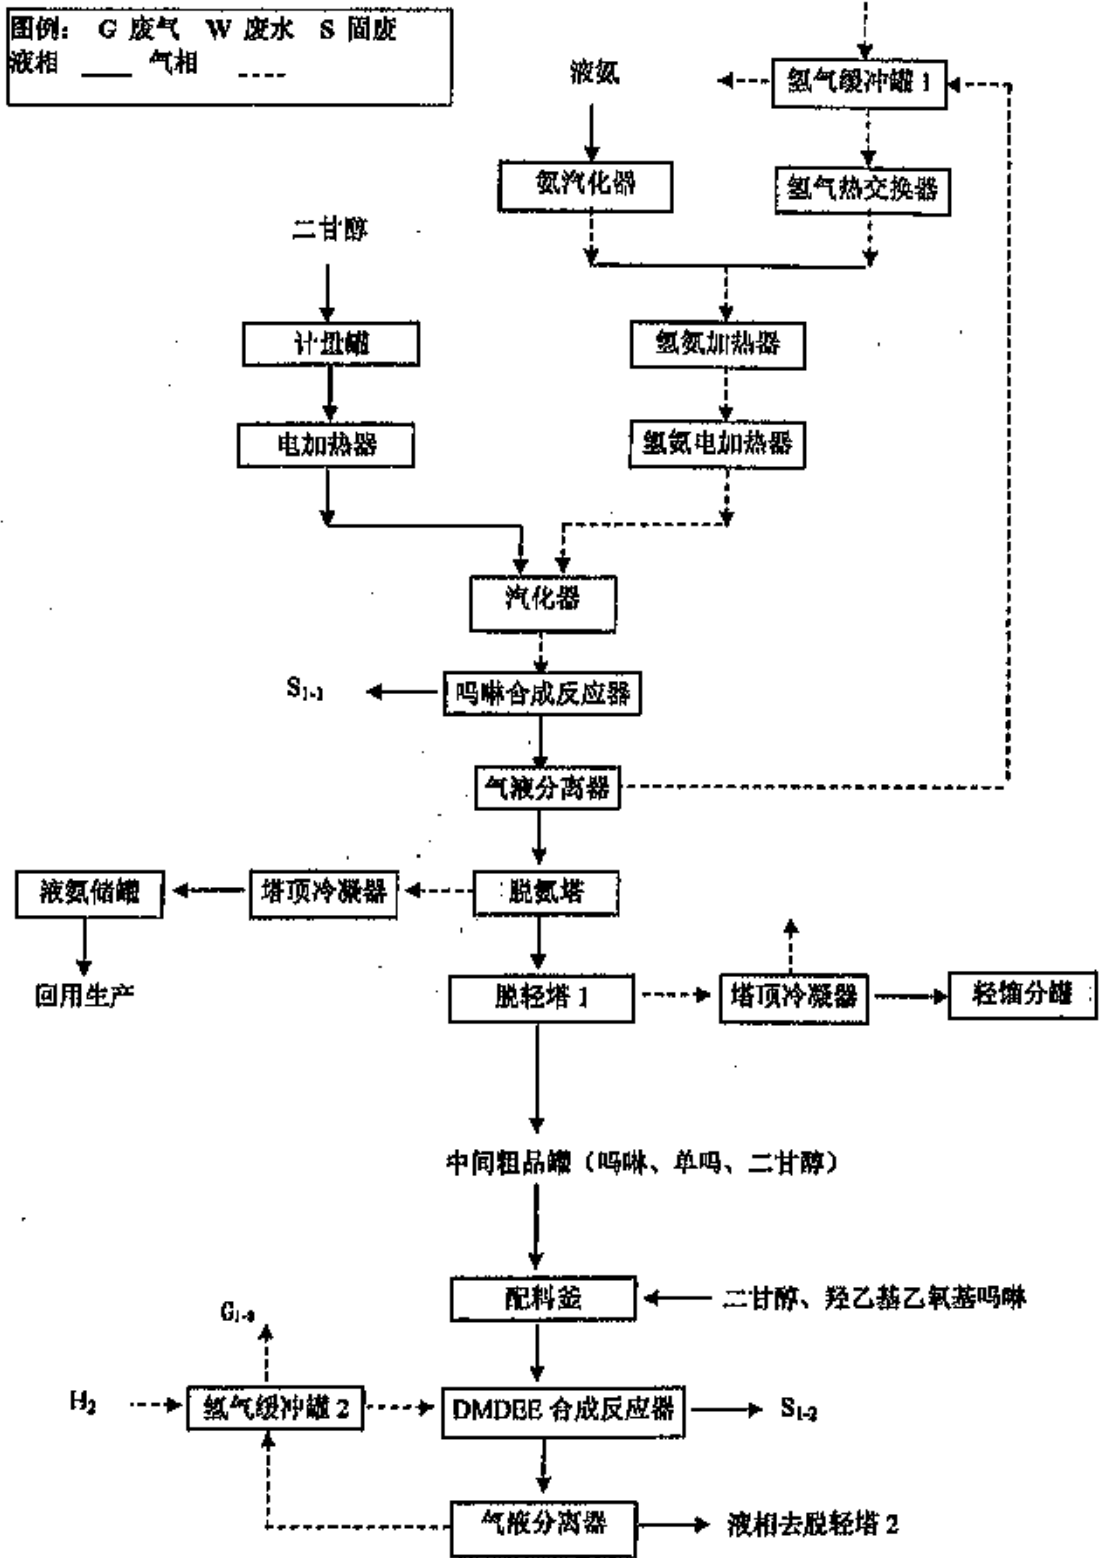 图例： G 废气 W 废水 S 固废
液相 气相
液氨
氢气缓冲罐 1
氨汽化器
氢气热交换器
二甘醇
计量罐
氢氨加热器
电加热器
氢氨电加热器
汽化器
S₁₋₁
吗啉合成反应器
气液分离器
液氨储罐
塔顶冷凝器
脱氨塔
回用生产
脱轻塔 1
塔顶冷凝器
轻馏分罐
中间粗品罐（吗啉、单吗、二甘醇）
配料釜
二甘醇、羟乙基乙氧基吗啉
G₁₋₃
H₂
氢气缓冲罐 2
DMDEE 合成反应器
S₁₋₂
气液分离器
液相去脱轻塔 2